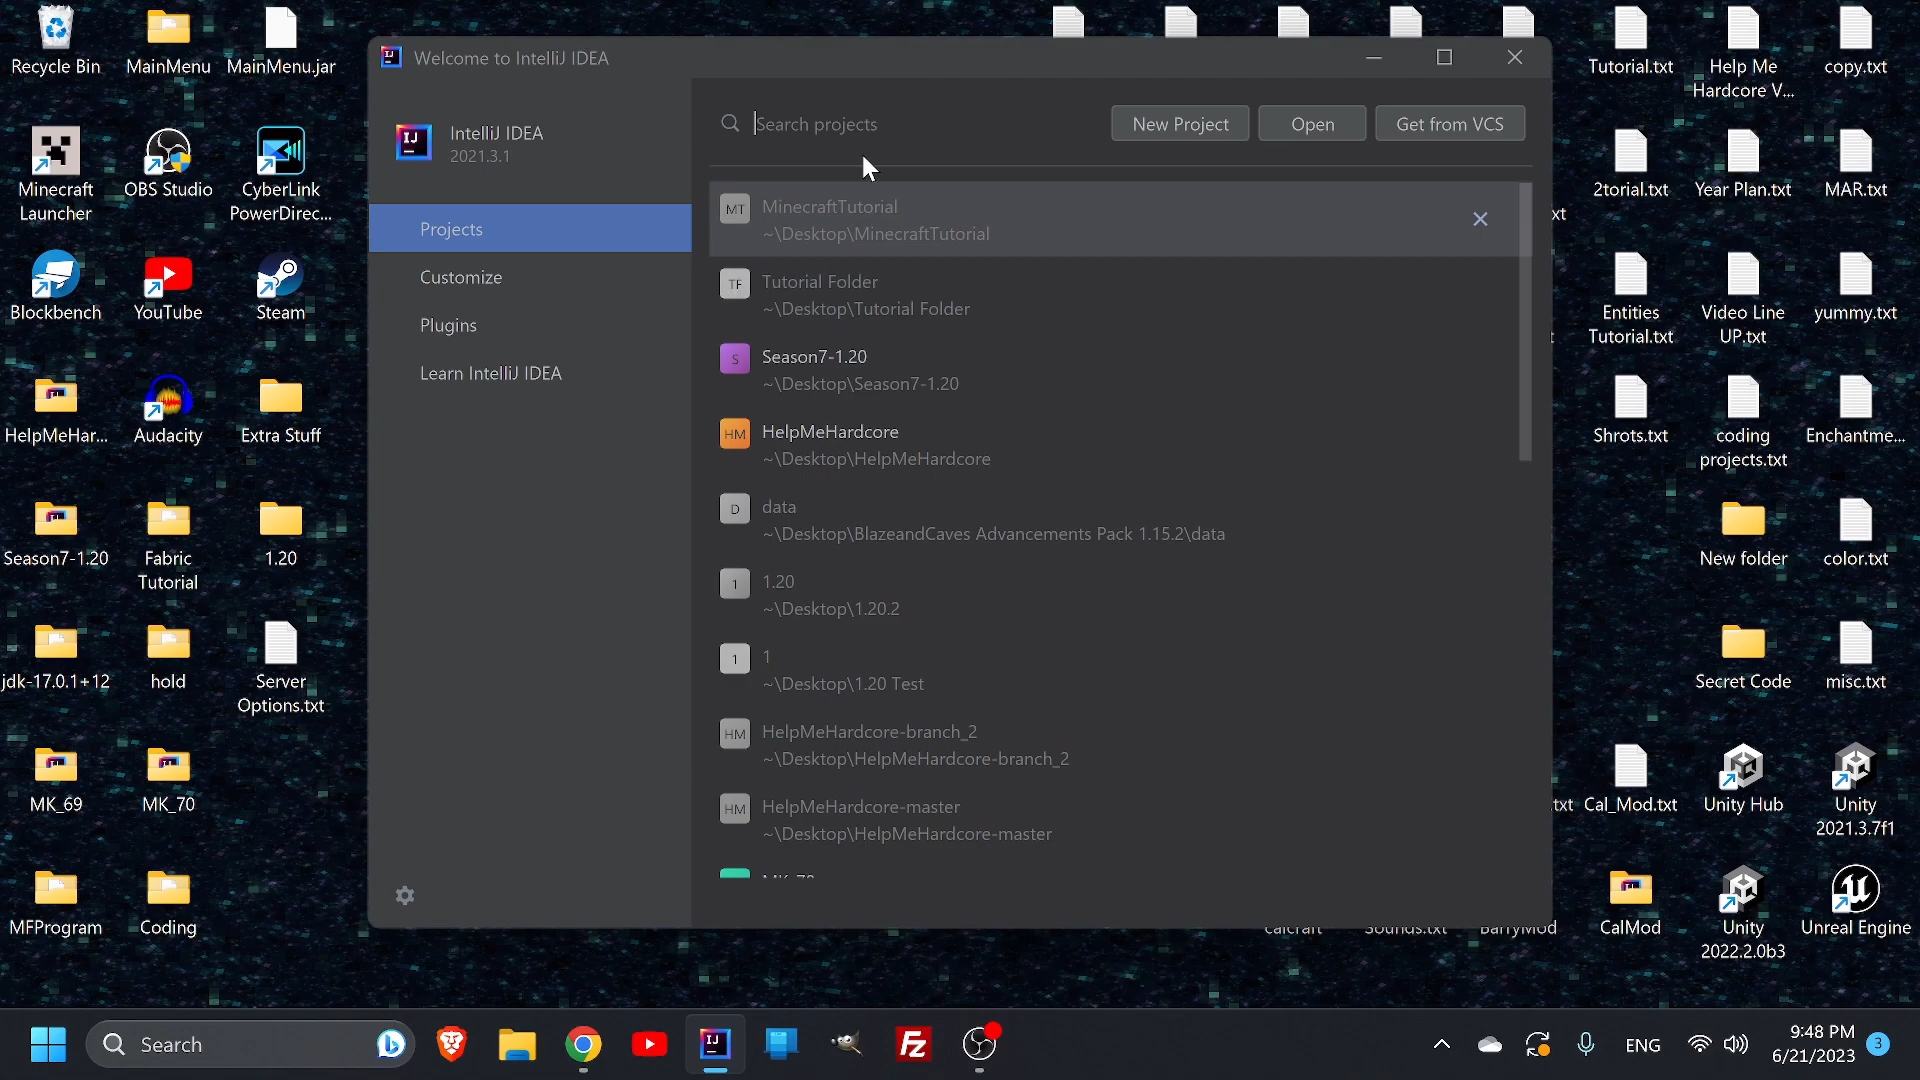 Welcome to IntelliJ IDEA
IntelliJ IDEA
2021.3.1
Projects
Customize
Plugins
Learn IntelliJ IDEA
Search projects
New Project
Open
Get from VCS
MT
MinecraftTutorial
~\Desktop\MinecraftTutorial
TF
Tutorial Folder
~\Desktop\Tutorial Folder
S
Season7-1.20
~\Desktop\Season7-1.20
HM
HelpMeHardcore
~\Desktop\HelpMeHardcore
D
data
~\Desktop\BlazeandCaves Advancements Pack 1.15.2\data
1
1.20
~\Desktop\1.20.2
1
1
~\Desktop\1.20 Test
HM
HelpMeHardcore-branch_2
~\Desktop\HelpMeHardcore-branch_2
HM
HelpMeHardcore-master
~\Desktop\HelpMeHardcore-master
Recycle Bin
MainMenu
MainMenu.jar
Minecraft
Launcher
OBS Studio
CyberLink
PowerDirec...
Blockbench
YouTube
Steam
HelpMeHar...
Audacity
Extra Stuff
Season7-1.20
Fabric
Tutorial
1.20
jdk-17.0.1+12
hold
Server
Options.txt
MK_69
MK_70
MFProgram
Coding
Tutorial.txt
Help Me
Hardcore V...
copy.txt
xt
2torial.txt
Year Plan.txt
MAR.txt
Entities
Tutorial.txt
Video Line
UP.txt
yummy.txt
Shrots.txt
coding
projects.txt
Enchantme...
New folder
color.txt
Secret Code
misc.txt
.txt
Cal_Mod.txt
Unity Hub
Unity
2021.3.7f1
calcraft
Sounds.txt
BarryMod
CalMod
Unity
2022.2.0b3
Unreal Engine
Search
ENG
9:48 PM
6/21/2023
3